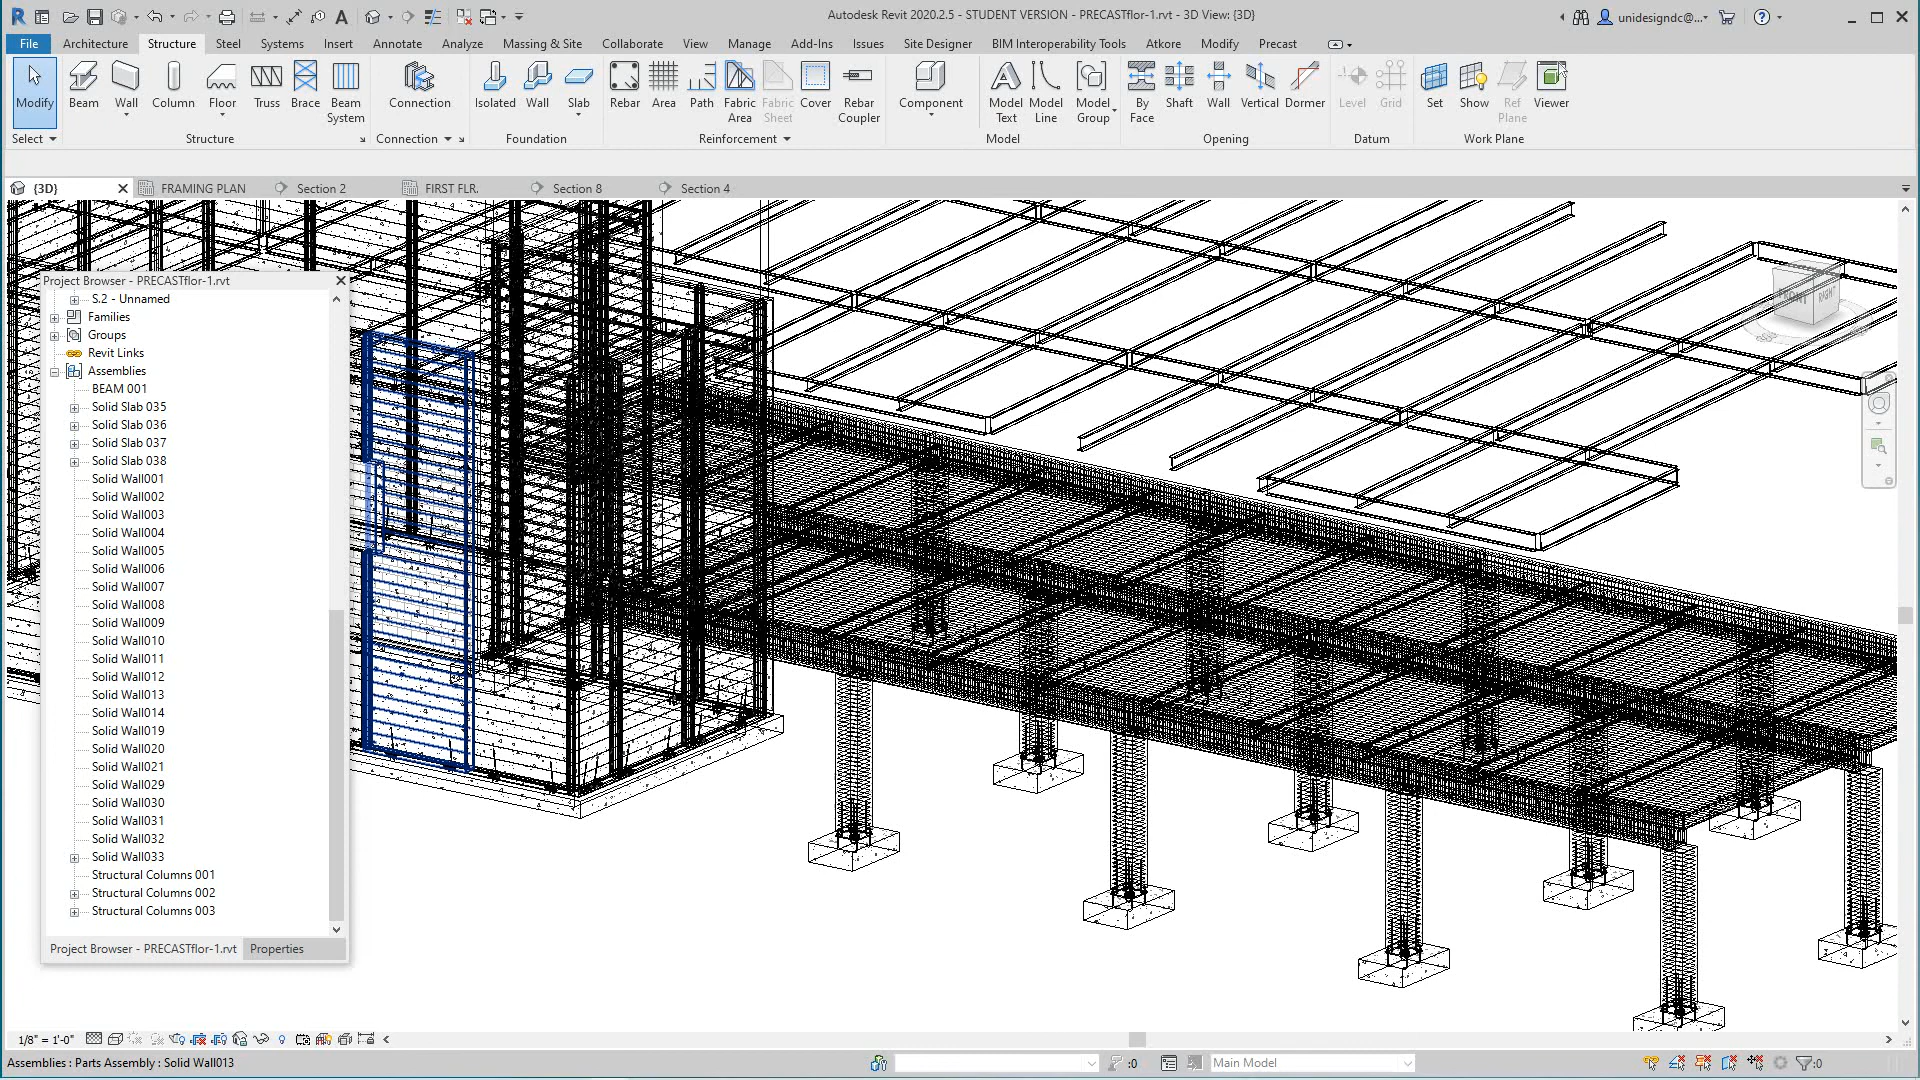 Autodesk Revit 2020.2.5 - STUDENT VERSION - PRECASTflor-1.rvt - 3D View: {3D}
unidesigndc@...
File Architecture Structure Steel Systems Insert Annotate Analyze Massing & Site Collaborate View Manage Add-Ins Issues Site Designer BIM Interoperability Tools Atkore Modify Precast
Modify Beam Wall Column Floor Truss Brace Beam System Connection Isolated Wall Slab Rebar Area Path Fabric Area Fabric Sheet Cover Rebar Coupler Component Model Text Model Line Model Group By Face Shaft Wall Vertical Dormer Level Grid Set Show Ref Plane Viewer
Select Structure Connection Foundation Reinforcement Model Opening Datum Work Plane
{3D} FRAMING PLAN Section 2 FIRST FLR. Section 8 Section 4
FRONT RIGHT
Project Browser - PRECASTflor-1.rvt
S.2 - Unnamed
Families
Groups
Revit Links
Assemblies
BEAM 001
Solid Slab 035
Solid Slab 036
Solid Slab 037
Solid Slab 038
Solid Wall001
Solid Wall002
Solid Wall003
Solid Wall004
Solid Wall005
Solid Wall006
Solid Wall007
Solid Wall008
Solid Wall009
Solid Wall010
Solid Wall011
Solid Wall012
Solid Wall013
Solid Wall014
Solid Wall019
Solid Wall020
Solid Wall021
Solid Wall029
Solid Wall030
Solid Wall031
Solid Wall032
Solid Wall033
Structural Columns 001
Structural Columns 002
Structural Columns 003
Project Browser - PRECASTflor-1.rvt Properties
1/8" = 1'-0"
Assemblies : Parts Assembly : Solid Wall013 :0 Main Model :0